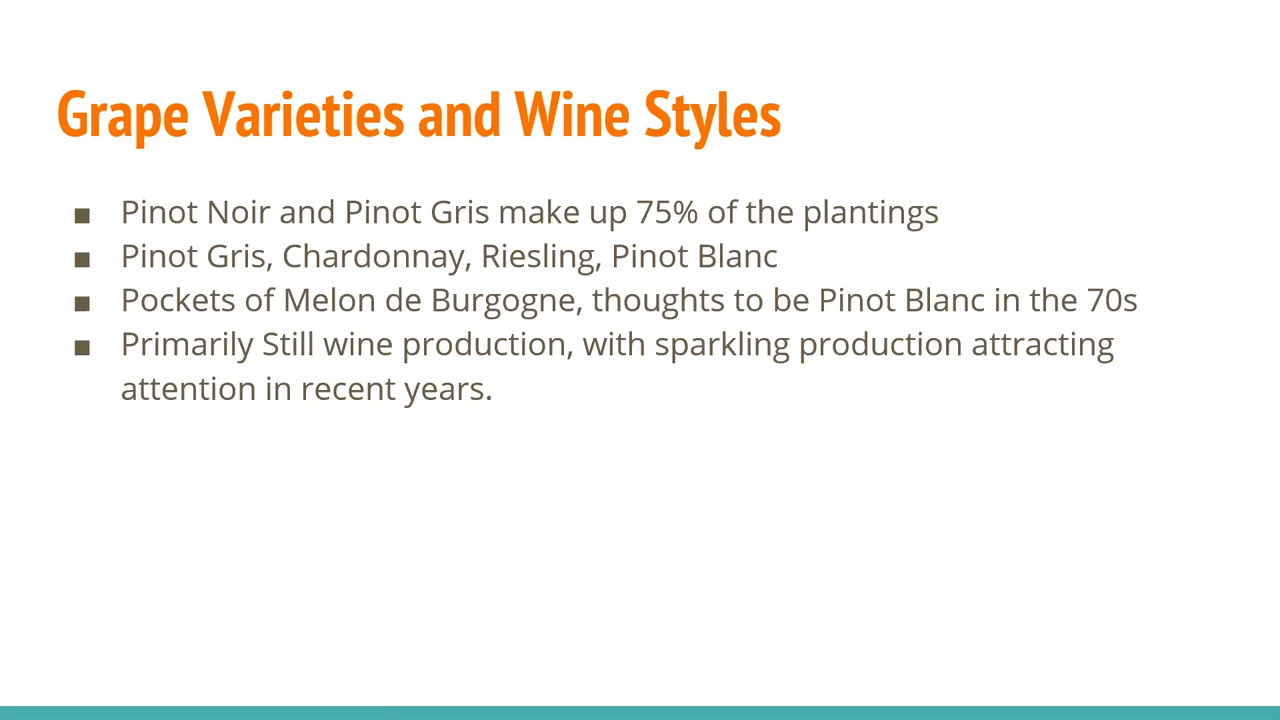 Grape Varieties and Wine Styles
■ Pinot Noir and Pinot Gris make up 75% of the plantings
■ Pinot Gris, Chardonnay, Riesling, Pinot Blanc
■ Pockets of Melon de Burgogne, thoughts to be Pinot Blanc in the 70s
■ Primarily Still wine production, with sparkling production attracting
attention in recent years.